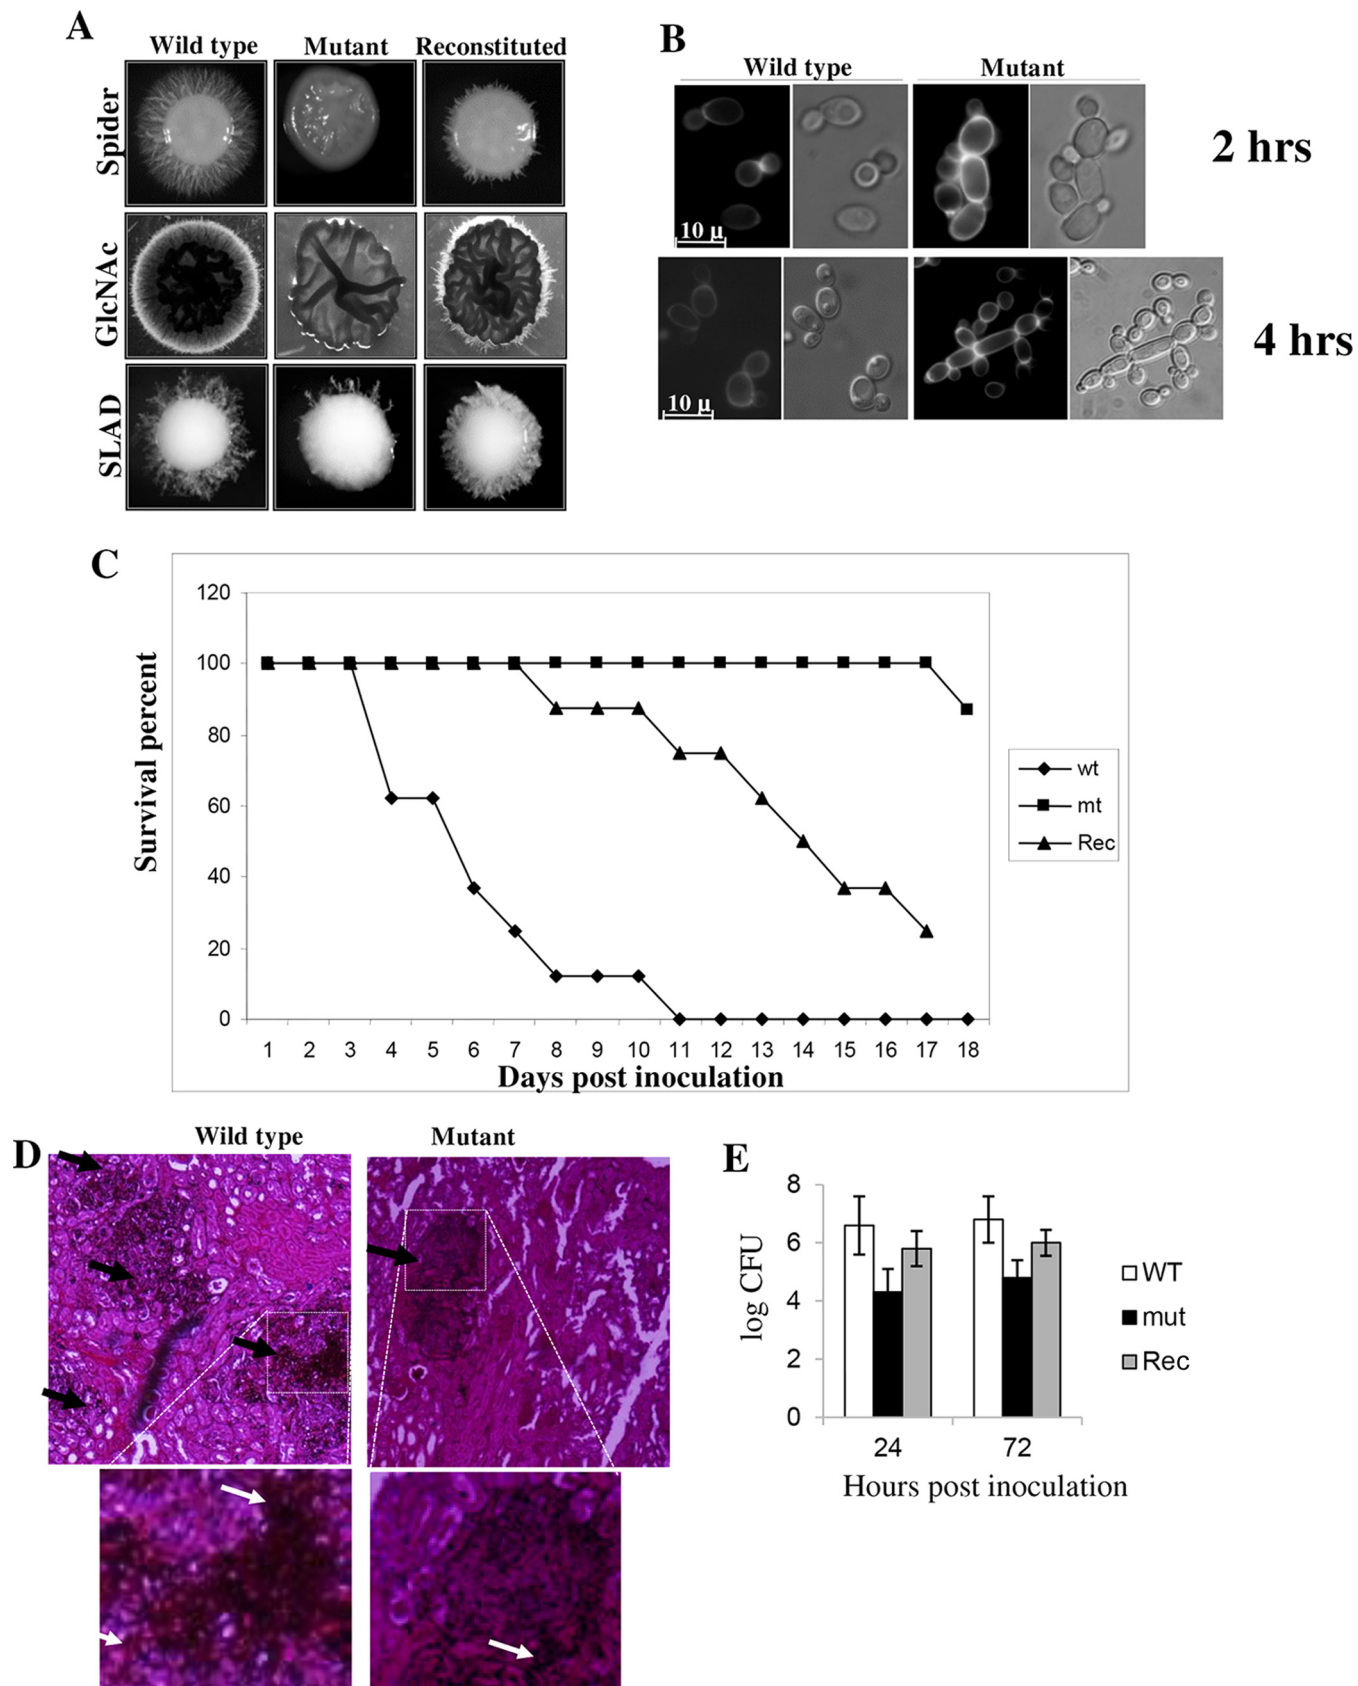 A
Wild type Mutant Reconstituted
Spider
GlcNAc
SLAD
B
Wild type Mutant
10 µ
2 hrs
10 µ
4 hrs
C
Survival percent
120
100
80
60
40
20
0
1 2 3 4 5 6 7 8 9 10 11 12 13 14 15 16 17 18
Days post inoculation
wt
mt
Rec
D
Wild type Mutant
E
log CFU
8
6
4
2
0
24 72
Hours post inoculation
WT
mut
Rec